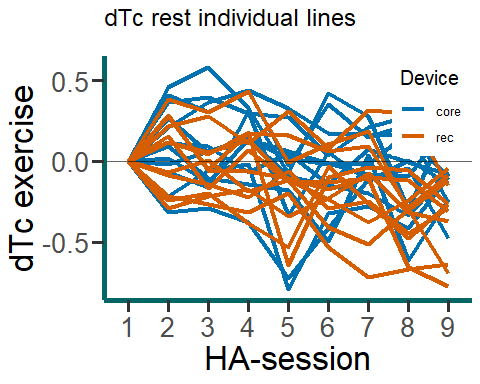 dTc rest individual lines
dTc exercise
0.5
0.0
-0.5
Device
core
rec
1 2 3 4 5 6 7 8 9
HA-session